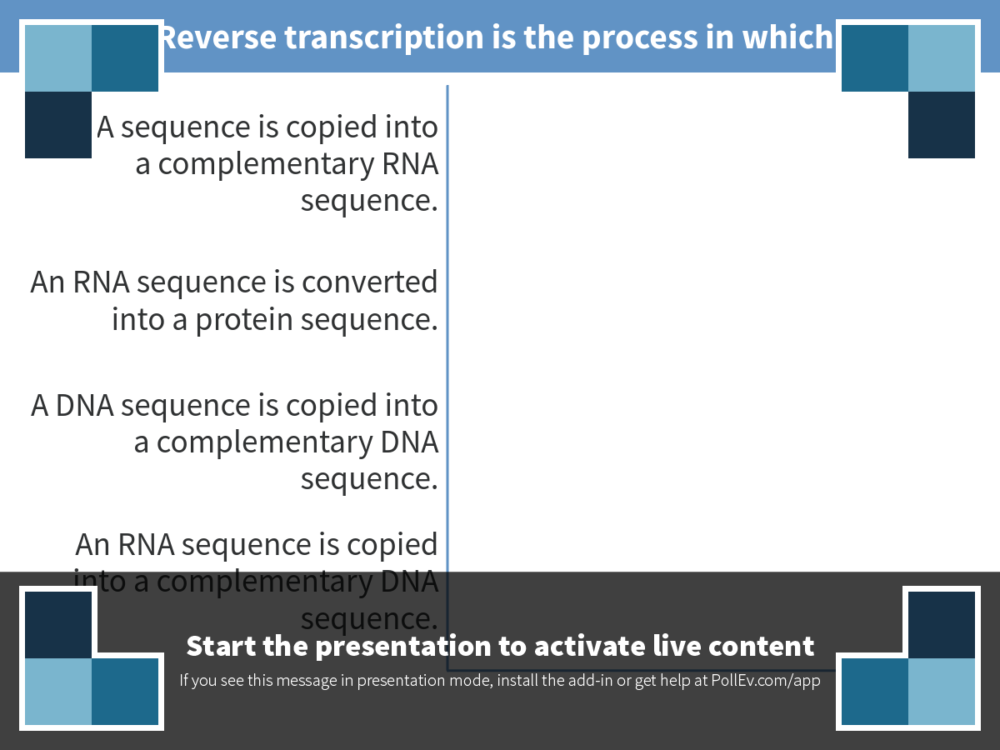 Reverse transcription is the process in which
A sequence is copied into
a complementary RNA
sequence.
An RNA sequence is converted
into a protein sequence.
A DNA sequence is copied into
a complementary DNA
sequence.
An RNA sequence is copied
into a complementary DNA
sequence.
Start the presentation to activate live content
If you see this message in presentation mode, install the add-in or get help at PollEv.com/app